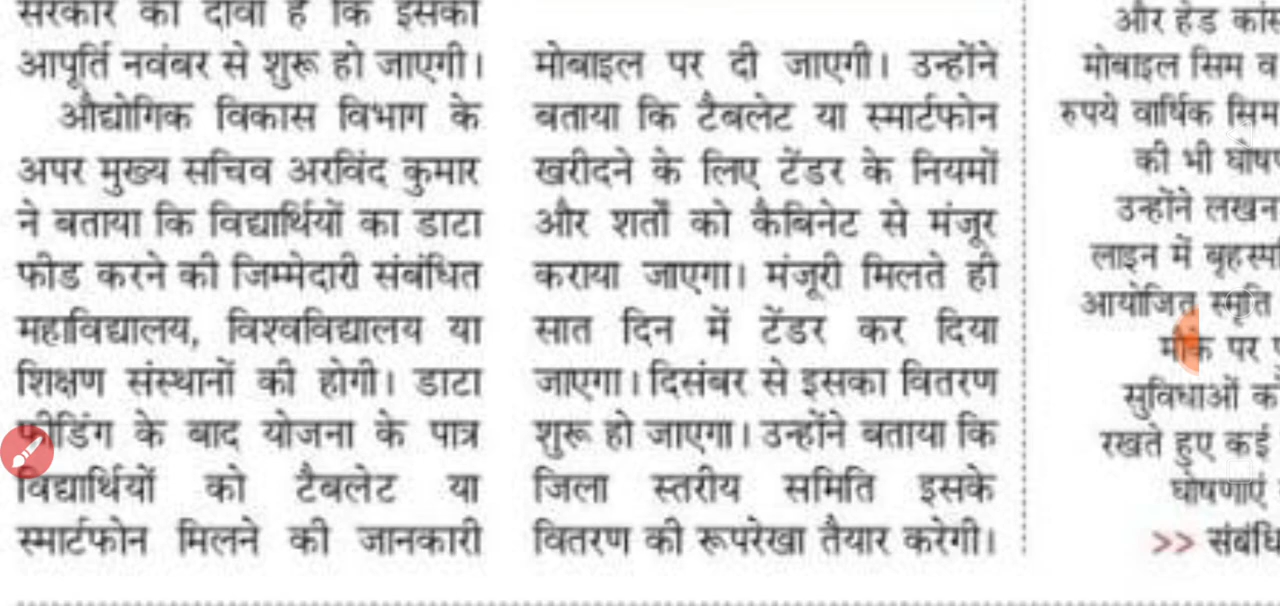 सरकार का दावा है कि इसकी
आपूर्ति नवंबर से शुरू हो जाएगी।
औद्योगिक विकास विभाग के
अपर मुख्य सचिव अरविंद कुमार
ने बताया कि विद्यार्थियों का डाटा
फीड करने की जिम्मेदारी संबंधित
महाविद्यालय, विश्वविद्यालय या
शिक्षण संस्थानों की होगी। डाटा
फीडिंग के बाद योजना के पात्र
विद्यार्थियों को टैबलेट या
स्मार्टफोन मिलने की जानकारी
मोबाइल पर दी जाएगी। उन्होंने
बताया कि टैबलेट या स्मार्टफोन
खरीदने के लिए टेंडर के नियमों
और शर्तों को कैबिनेट से मंजूर
कराया जाएगा। मंजूरी मिलते ही
सात दिन में टेंडर कर दिया
जाएगा। दिसंबर से इसका वितरण
शुरू हो जाएगा। उन्होंने बताया कि
जिला स्तरीय समिति इसके
वितरण की रूपरेखा तैयार करेगी।
और हेड
मोबाइल सिम व
रुपये वार्षिक सिम
की भी
उन्होंने
लाइन में
आयोजित स्मृति
पर
सुविधाओं
रखते हुए कई
घोषणाएं
>>